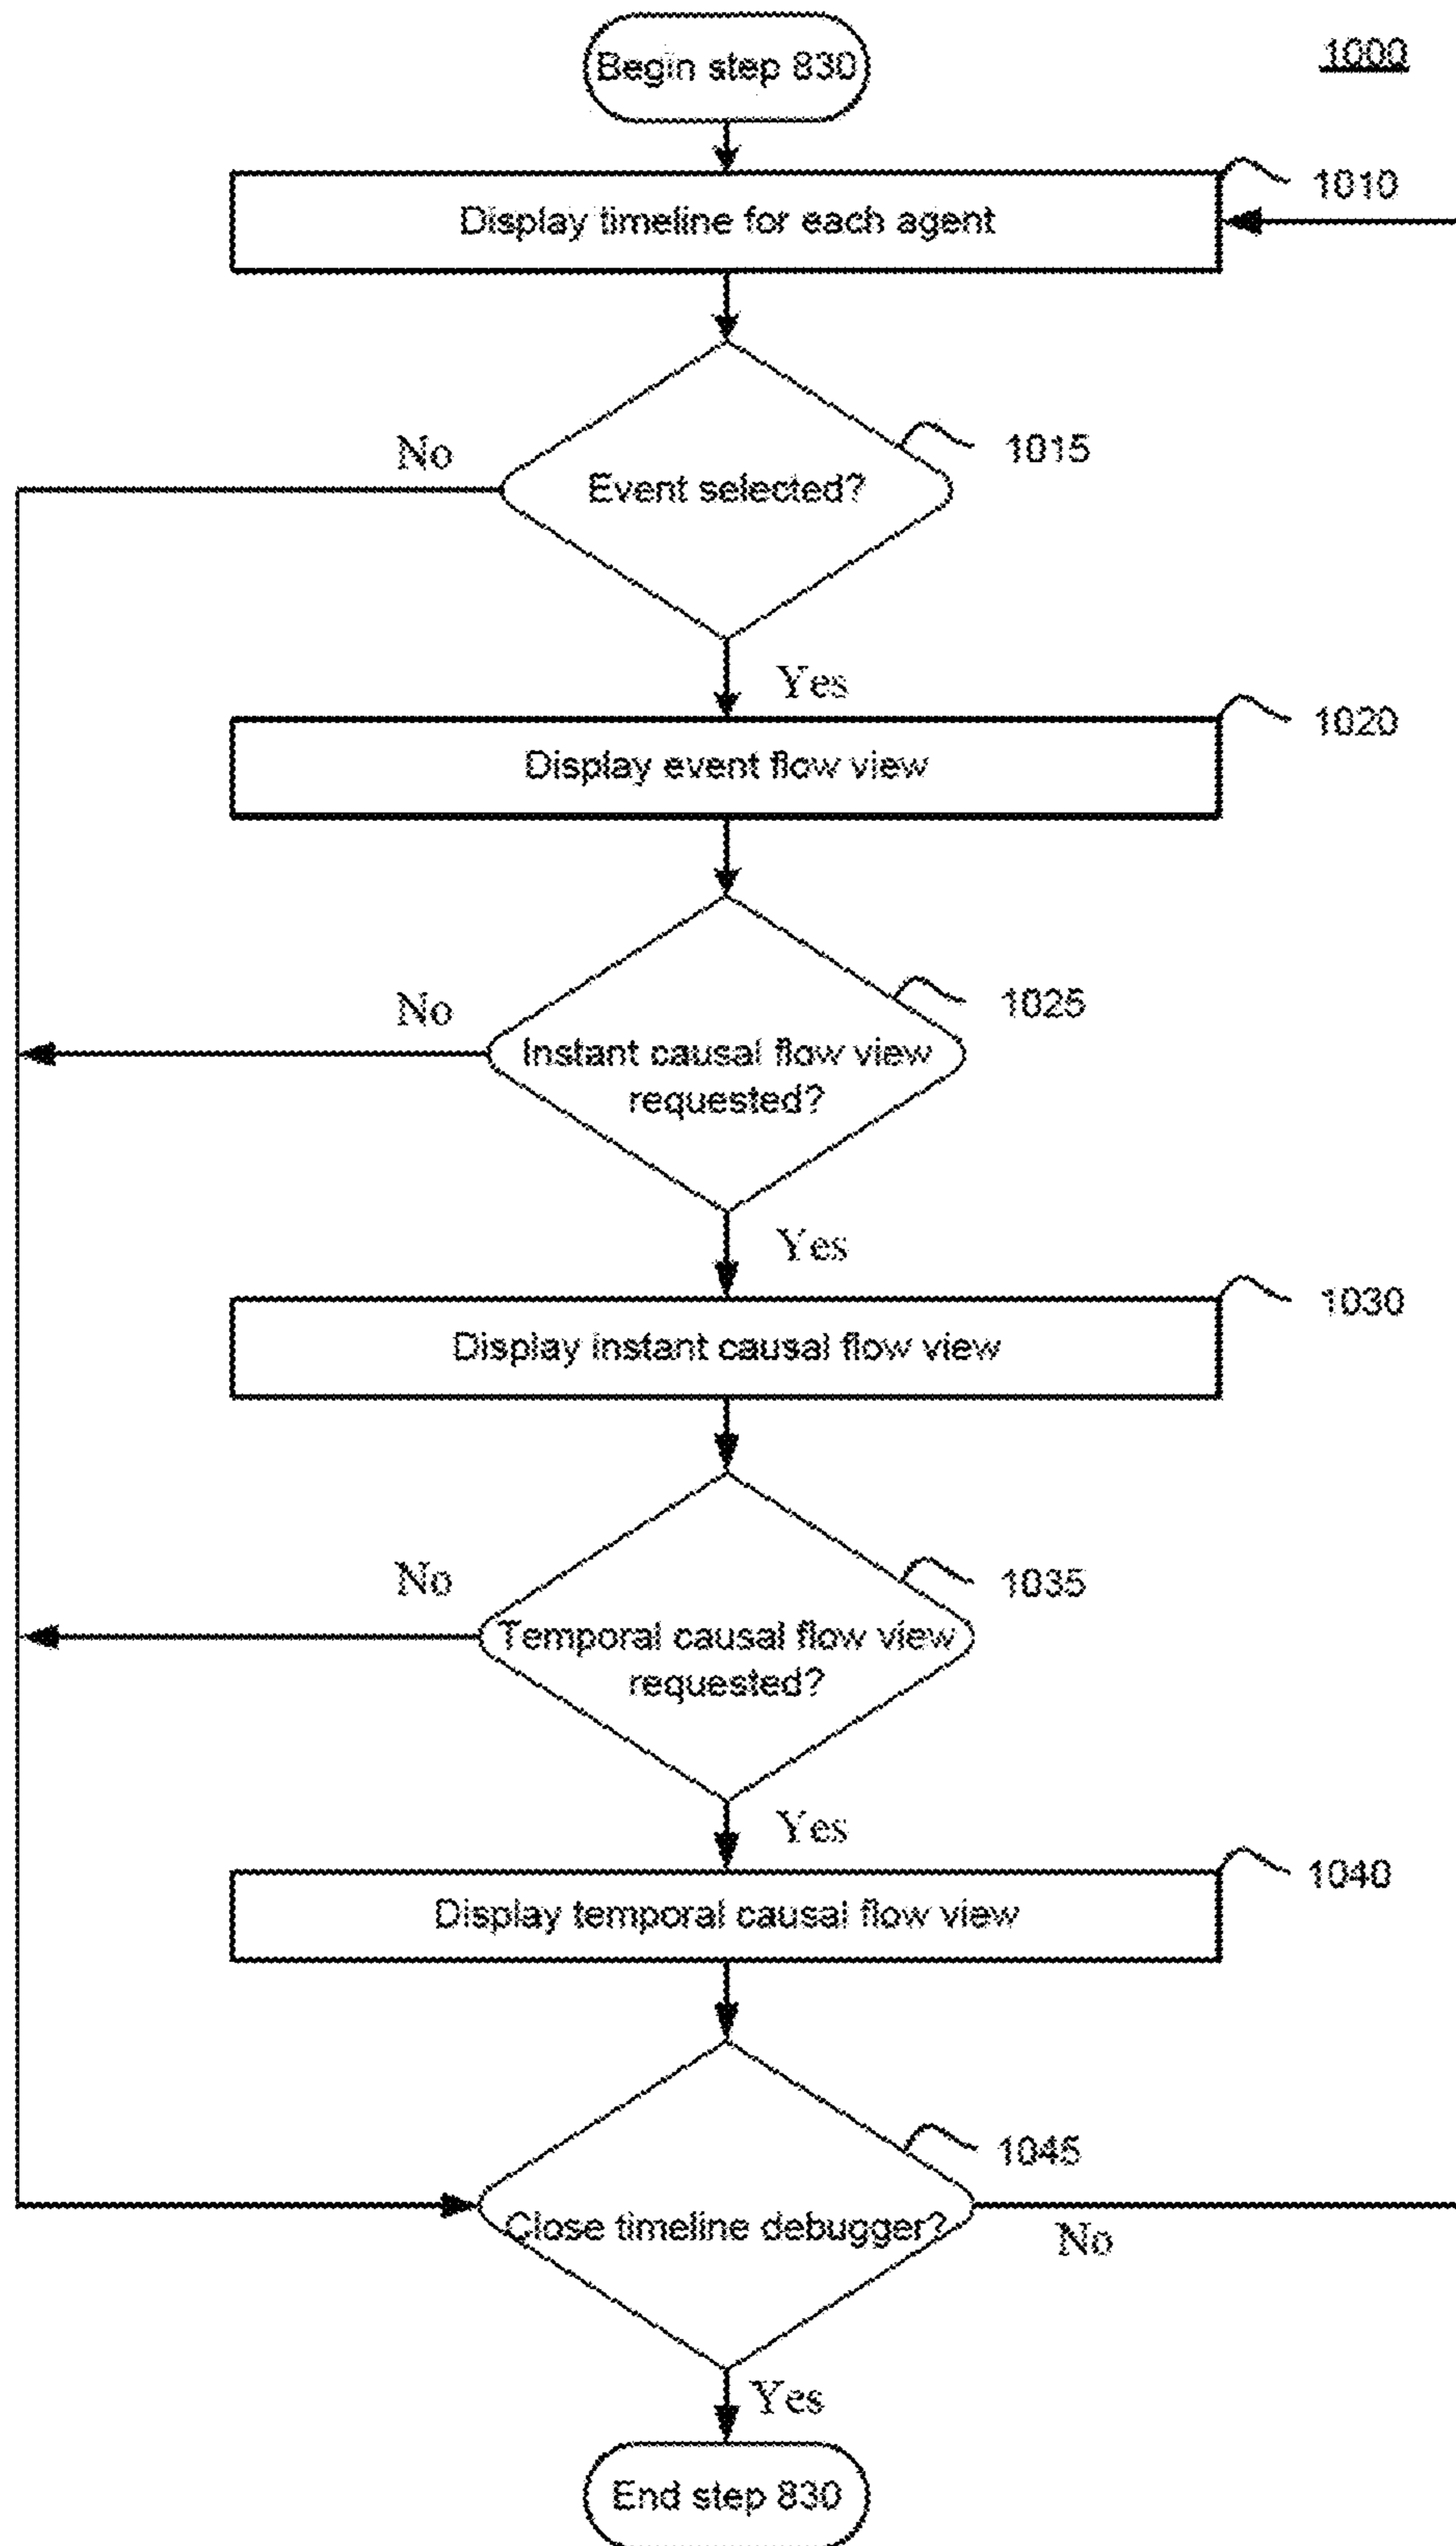 1000
Begin step 830
1010
Display timeline for each agent
No
1015
Event selected?
Yes
1020
Display event flow view
No
1025
Instant causal flow view
requested?
Yes
1030
Display instant causal flow view
No
1035
Temporal causal flow view
requested?
Yes
1040
Display temporal causal flow view
1045
Close timeline debugger?
No
Yes
End step 830